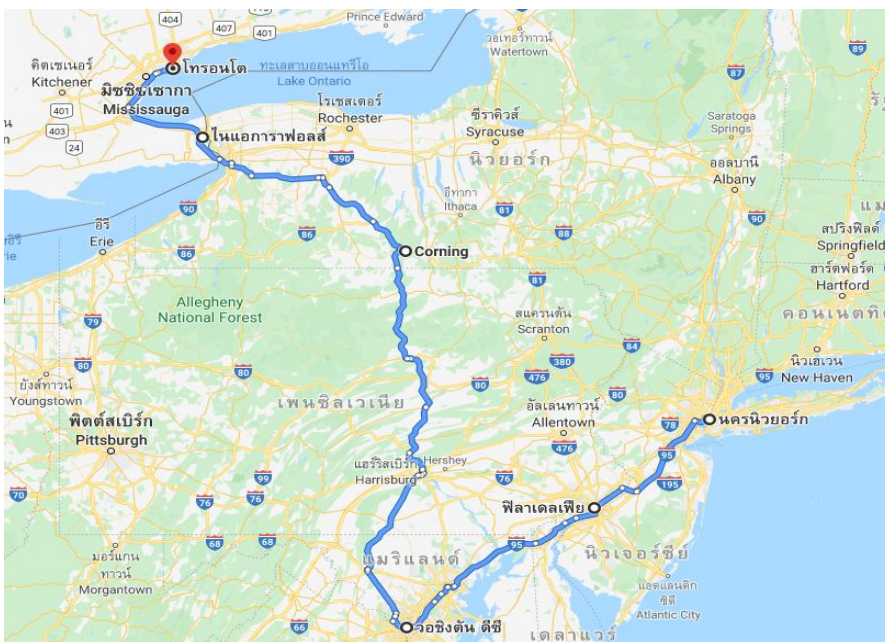 404
401
Prince Edward
วอเทอร์ทาวน์
Watertown
89
87
คิตเชเนอร์
Kitchener
โทรอนโต
ทะเลสาบออนแทรีโอ
Lake Ontario
มิซซิซเซากา
Mississauga
401
403
24
ไนแอการาฟอลส์
โรเชสเตอร์
Rochester
390
ซีราคิวส์
Syracuse
Saratoga
Springs
นิวยอร์ก
ออลบานี
Albany
90
อีทากา
Ithaca
81
90
86
88
อีรี
Erie
86
Corning
81
สปริงฟิลด์
Springfield
ฮาร์ตฟอร์ด
Hartford
Allegheny
National Forest
79
80
80
สแครนตัน
Scranton
84
380
476
80
80
นิวเฮเวน
New Haven
95
ยังส์ทาวน์
Youngstown
เพนซิลเวเนีย
อัลเลนทาวน์
Allentown
78
นครนิวยอร์ก
พิตต์สเบิร์ก
Pittsburgh
แฮร์ริสเบิร์ก
Harrisburg
Hershey
476
95
195
70
99
76
76
76
ฟิลาเดลเฟีย
68
68
มอร์แกน
ทาวน์
Morgantown
แมริแลนด์
95
นิวเจอร์ซีย์
แอตแลนติก
ซิตี
Atlantic City
66
วอชิงตัน ดีซี
เดลาแวร์